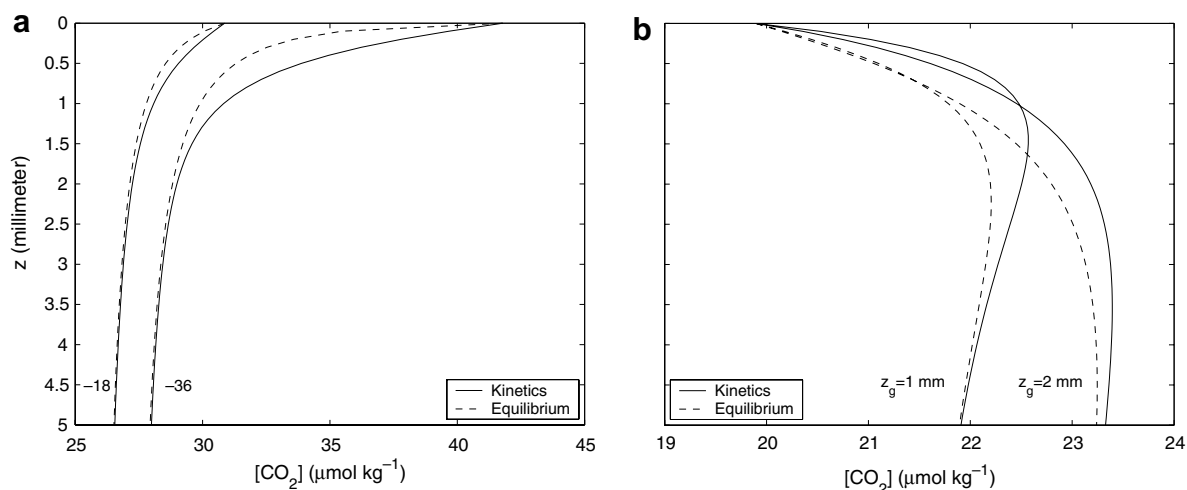 a
0
0.5
1
1.5
2
2.5
3
3.5
4
4.5
5
z (millimeter)
−18
−36
Kinetics
Equilibrium
25 30 35 40 45
[CO₂] (μmol kg⁻¹)
b
z_g=1 mm
z_g=2 mm
Kinetics
Equilibrium
19 20 21 22 23 24
[CO₂] (μmol kg⁻¹)